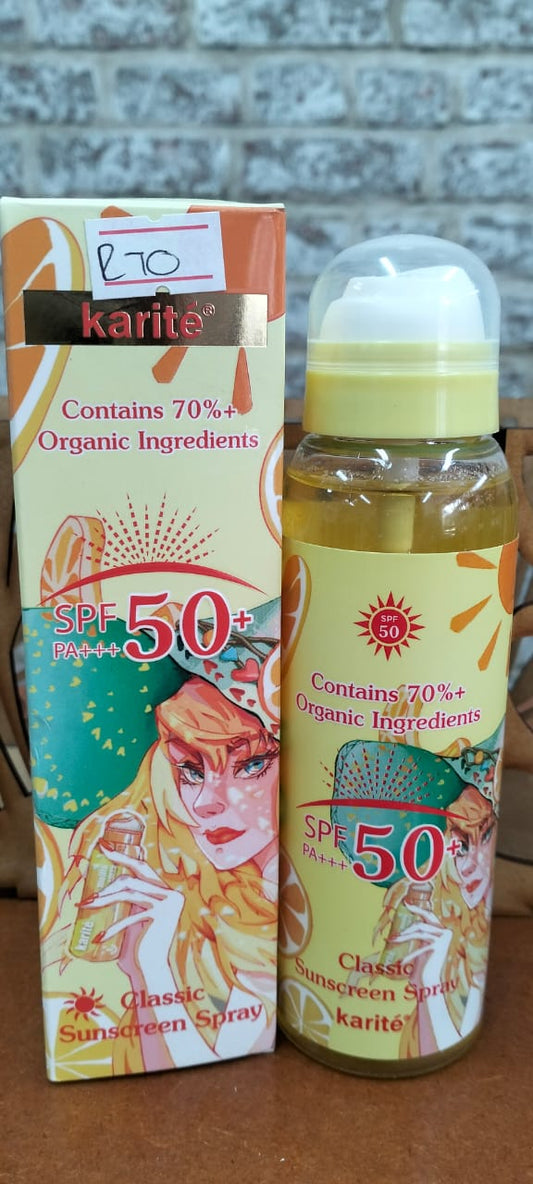 R70
karité®
Contains 70%+
Organic Ingredients
SPF 50+
PA+++
karité
Classic
Sunscreen Spray
SPF
50
Contains 70%+
Organic Ingredients
SPF 50+
PA+++
Classic
Sunscreen Spray
karité®